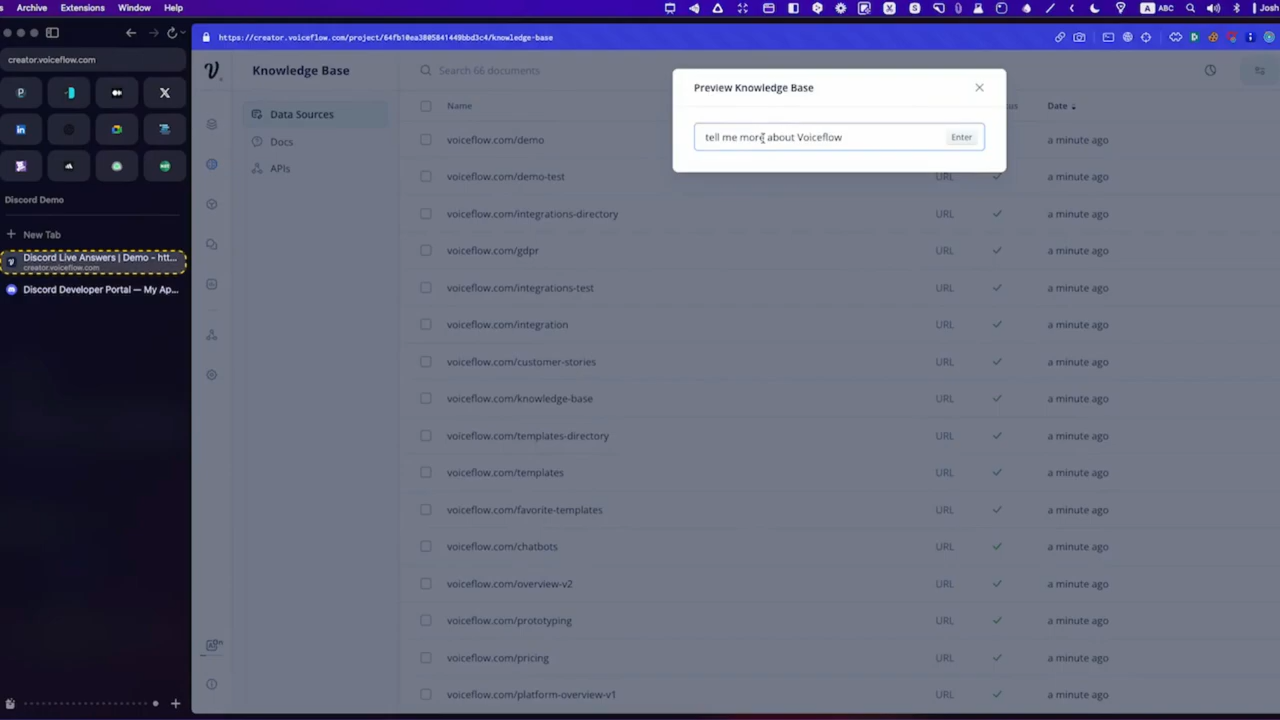 Archive Extensions Window Help
ABC
Josh
https://creator.voiceflow.com/project/64fb10ea3805841449bbd3c4/knowledge-base
creator.voiceflow.com
Discord Demo
New Tab
Discord Live Answers | Demo – htt...
creator.voiceflow.com
Discord Developer Portal — My Ap...
Knowledge Base
Data Sources
Docs
APIs
Search 66 documents
Name
Date
Preview Knowledge Base
tell me more about Voiceflow
Enter
voiceflow.com/demo a minute ago
voiceflow.com/demo-test URL a minute ago
voiceflow.com/integrations-directory URL a minute ago
voiceflow.com/gdpr URL a minute ago
voiceflow.com/integrations-test URL a minute ago
voiceflow.com/integration URL a minute ago
voiceflow.com/customer-stories URL a minute ago
voiceflow.com/knowledge-base URL a minute ago
voiceflow.com/templates-directory URL a minute ago
voiceflow.com/templates URL a minute ago
voiceflow.com/favorite-templates URL a minute ago
voiceflow.com/chatbots URL a minute ago
voiceflow.com/overview-v2 URL a minute ago
voiceflow.com/prototyping URL a minute ago
voiceflow.com/pricing URL a minute ago
voiceflow.com/platform-overview-v1 URL a minute ago